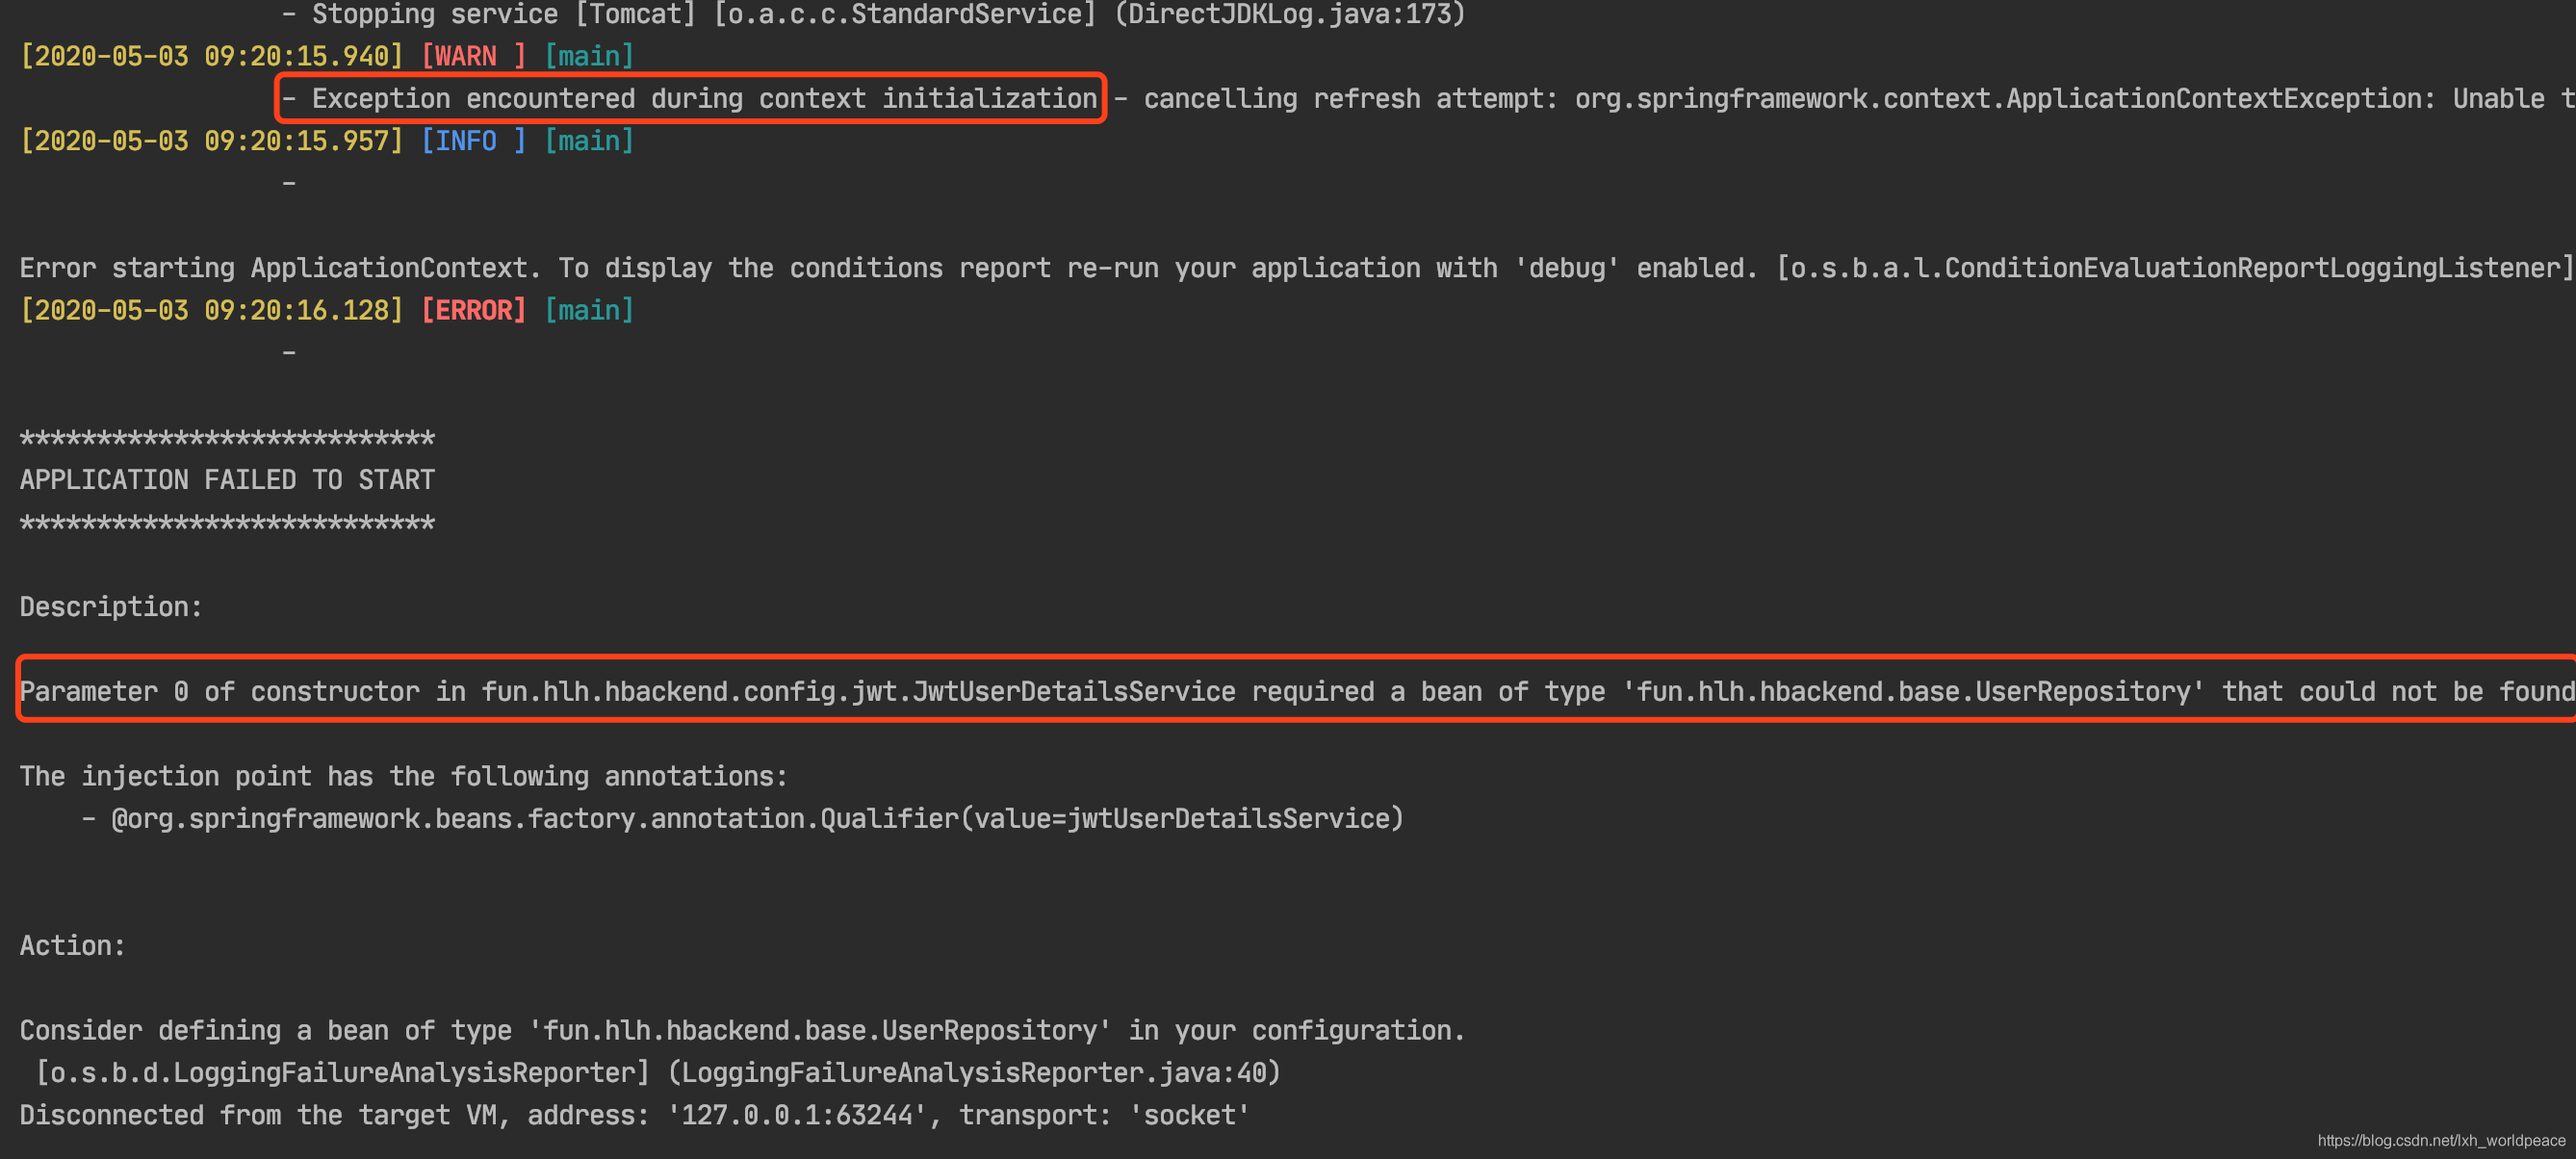 - Stopping service [Tomcat] [o.a.c.c.StandardService] (DirectJDKLog.java:173)
[2020-05-03 09:20:15.940] [WARN ] [main]
- Exception encountered during context initialization - cancelling refresh attempt: org.springframework.context.ApplicationContextException: Unable t
[2020-05-03 09:20:15.957] [INFO ] [main]
-
Error starting ApplicationContext. To display the conditions report re-run your application with 'debug' enabled. [o.s.b.a.l.ConditionEvaluationReportLoggingListener]
[2020-05-03 09:20:16.128] [ERROR] [main]
-
***************************
APPLICATION FAILED TO START
***************************
Description:
Parameter 0 of constructor in fun.hlh.hbackend.config.jwt.JwtUserDetailsService required a bean of type 'fun.hlh.hbackend.base.UserRepository' that could not be found
The injection point has the following annotations:
- @org.springframework.beans.factory.annotation.Qualifier(value=jwtUserDetailsService)
Action:
Consider defining a bean of type 'fun.hlh.hbackend.base.UserRepository' in your configuration.
[o.s.b.d.LoggingFailureAnalysisReporter] (LoggingFailureAnalysisReporter.java:40)
Disconnected from the target VM, address: '127.0.0.1:63244', transport: 'socket'
https://blog.csdn.net/lxh_worldpeace